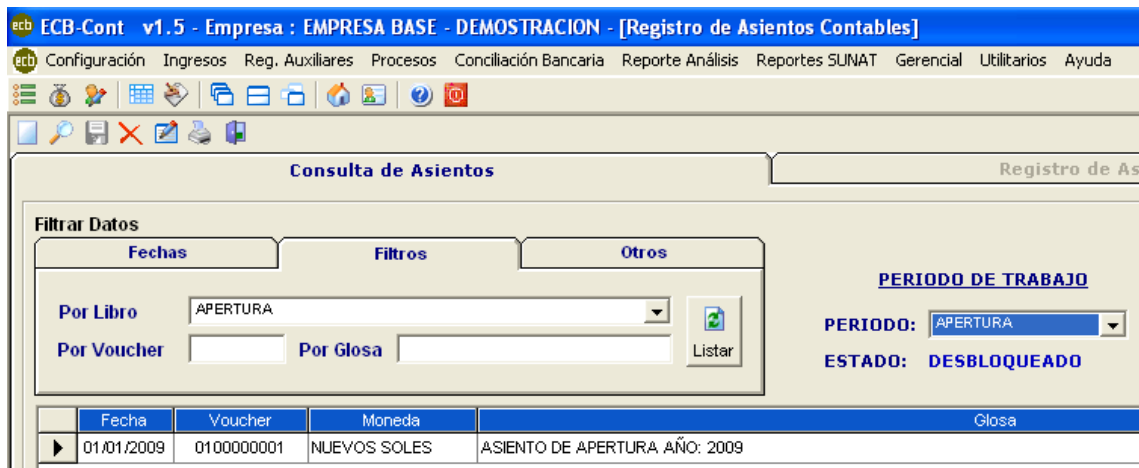 ecb ECB-Cont v1.5 - Empresa : EMPRESA BASE - DEMOSTRACION - [Registro de Asientos Contables]
ecb Configuración Ingresos Reg. Auxiliares Procesos Conciliación Bancaria Reporte Análisis Reportes SUNAT Gerencial Utilitarios Ayuda
Consulta de Asientos Registro de As
Filtrar Datos
Fechas Filtros Otros
PERIODO DE TRABAJO
Por Libro APERTURA
PERIODO: APERTURA
Por Voucher Por Glosa Listar
ESTADO: DESBLOQUEADO
Fecha Voucher Moneda Glosa
01/01/2009 0100000001 NUEVOS SOLES ASIENTO DE APERTURA AÑO: 2009